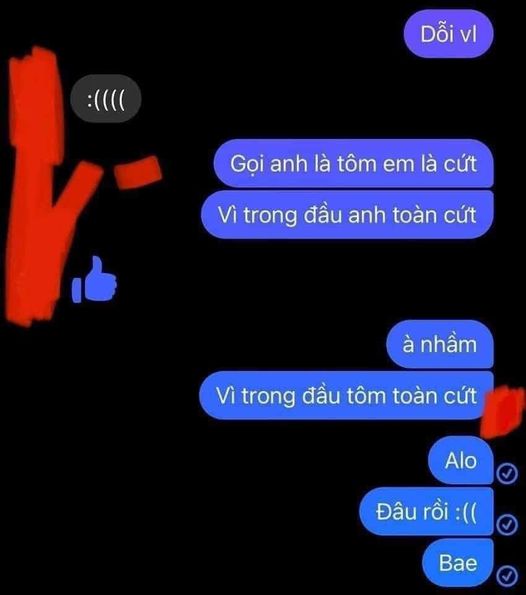 Dỗi vl
:((((
Gọi anh là tôm em là cứt
Vì trong đầu anh toàn cứt
à nhầm
Vì trong đầu tôm toàn cứt
Alo
Đâu rồi :((
Bae